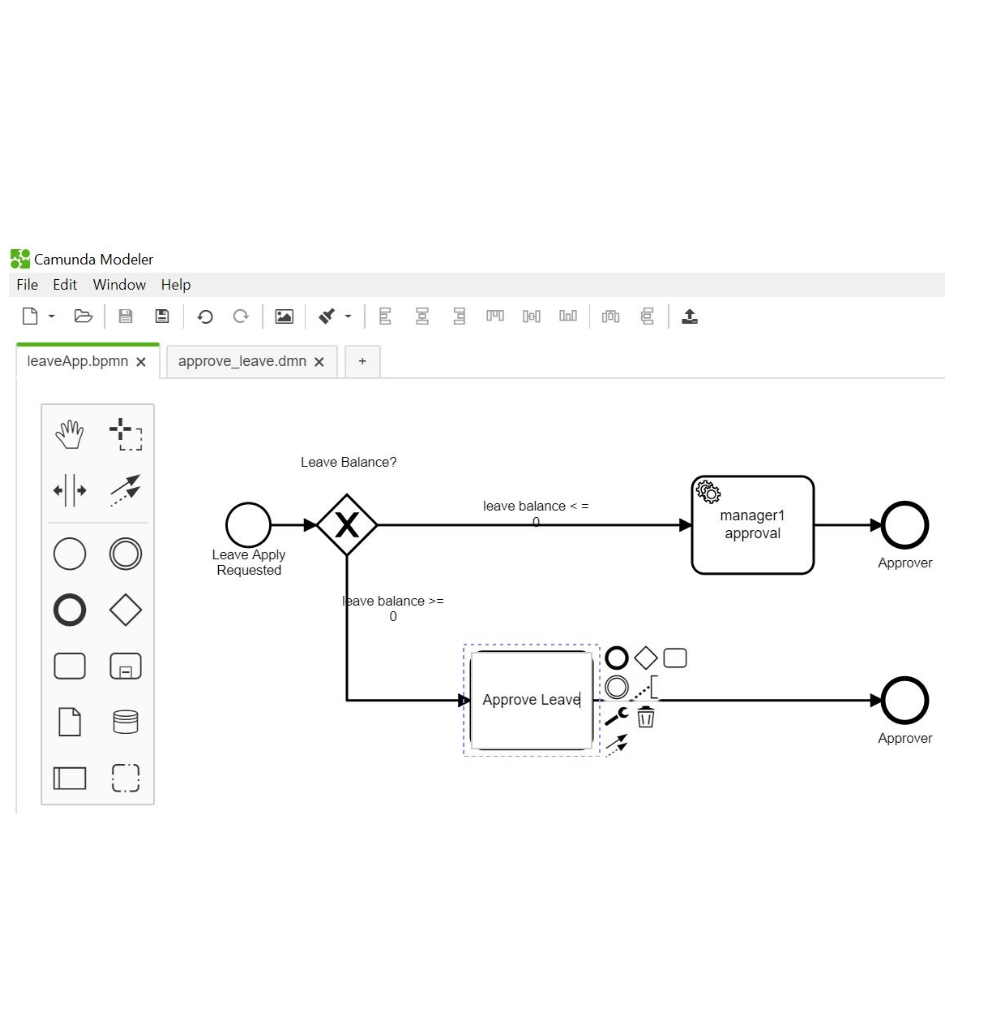 Camunda Modeler
File Edit Window Help
leaveApp.bpmn × approve_leave.dmn × +
Leave Balance?
leave balance < =
0
manager1
approval
Leave Apply
Requested
Approver
leave balance >=
0
Approve Leave
Approver